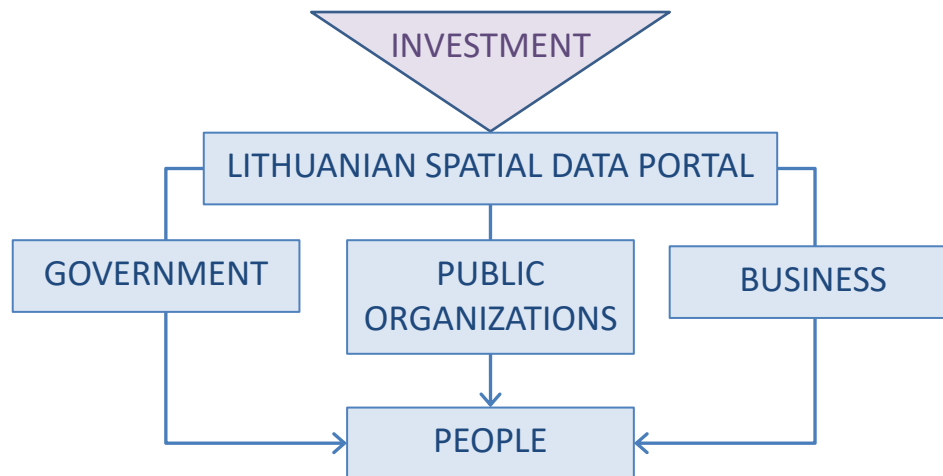 INVESTMENT
LITHUANIAN SPATIAL DATA PORTAL
GOVERNMENT
PUBLIC
ORGANIZATIONS
BUSINESS
PEOPLE